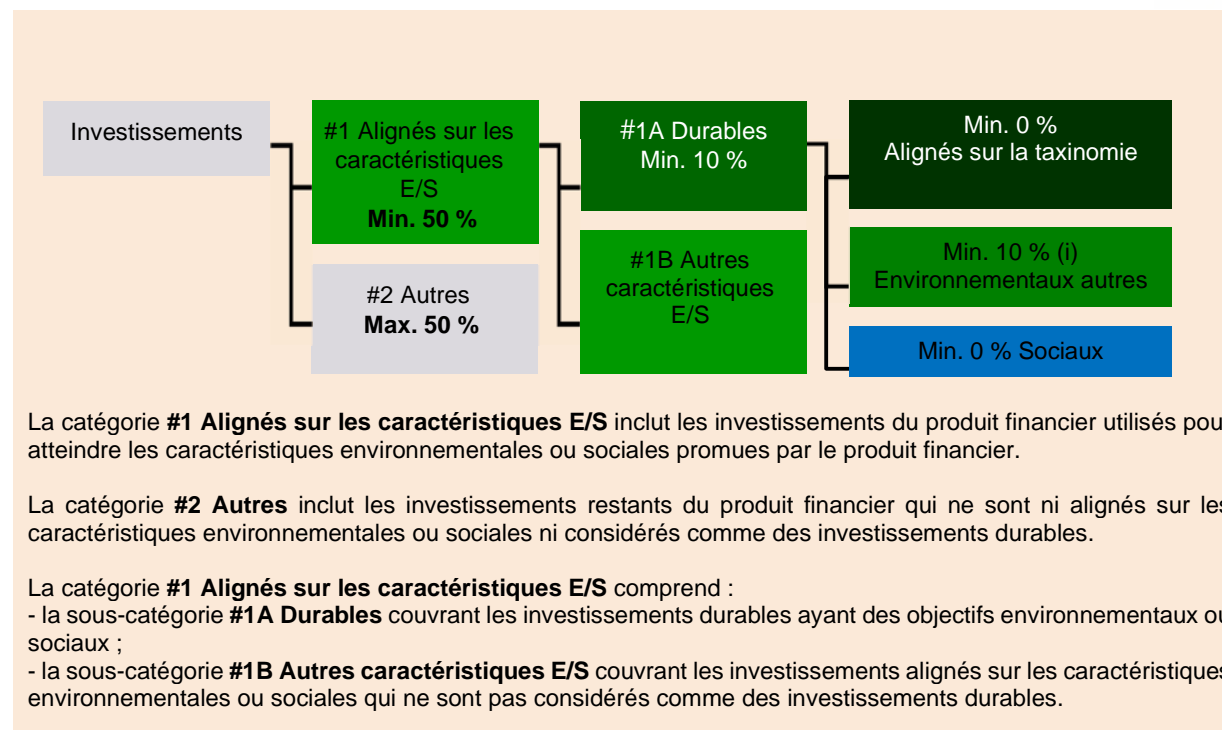 Investissements
#1 Alignés sur les
caractéristiques
E/S
Min. 50 %
#2 Autres
Max. 50 %
#1A Durables
Min. 10 %
#1B Autres
caractéristiques
E/S
Min. 0 %
Alignés sur la taxinomie
Min. 10 % (i)
Environnementaux autres
Min. 0 % Sociaux
La catégorie #1 Alignés sur les caractéristiques E/S inclut les investissements du produit financier utilisés pou
atteindre les caractéristiques environnementales ou sociales promues par le produit financier.
La catégorie #2 Autres inclut les investissements restants du produit financier qui ne sont ni alignés sur les
caractéristiques environnementales ou sociales ni considérés comme des investissements durables.
La catégorie #1 Alignés sur les caractéristiques E/S comprend :
- la sous-catégorie #1A Durables couvrant les investissements durables ayant des objectifs environnementaux ou
sociaux ;
- la sous-catégorie #1B Autres caractéristiques E/S couvrant les investissements alignés sur les caractéristiques
environnementales ou sociales qui ne sont pas considérés comme des investissements durables.